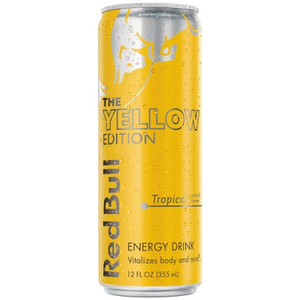 THE
YELLOW
EDITION
Red Bull
Tropical
ENERGY DRINK
Vitalizes body and mind.
12 FL OZ (355 mL)